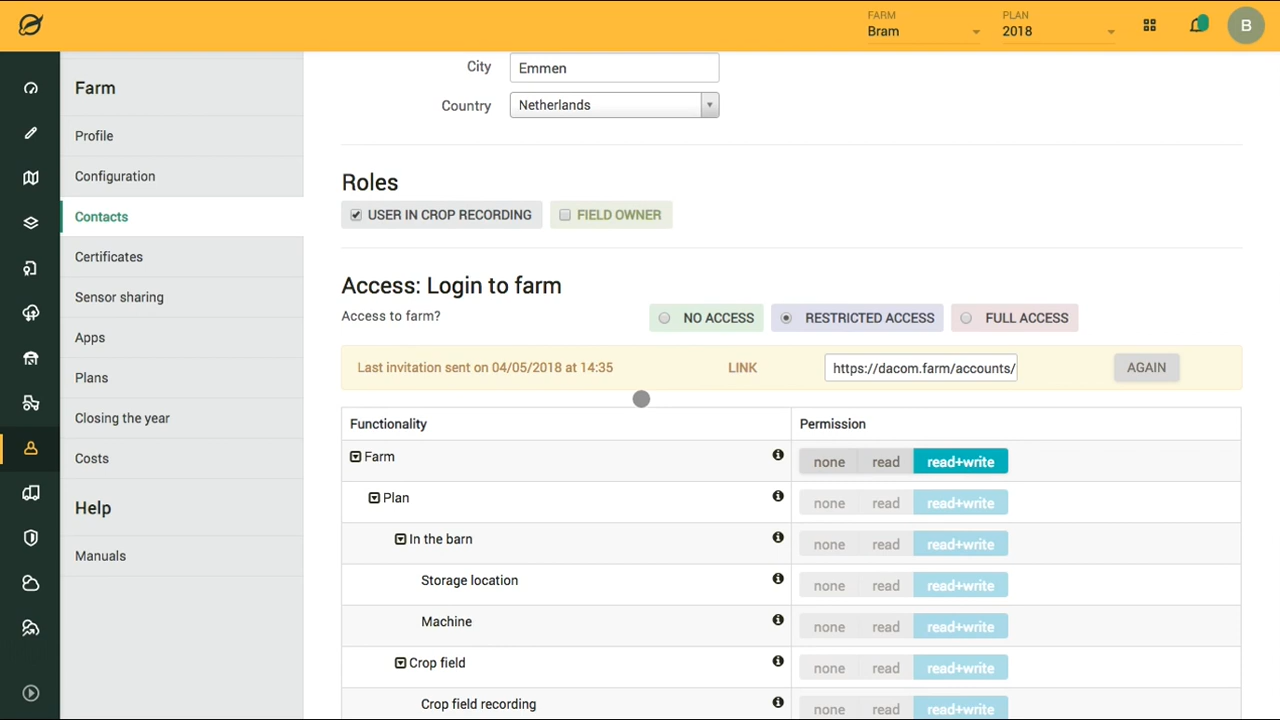 FARM
Bram
PLAN
2018
B
Farm
Profile
Configuration
Contacts
Certificates
Sensor sharing
Apps
Plans
Closing the year
Costs
Help
Manuals
City Emmen
Country Netherlands
Roles
USER IN CROP RECORDING FIELD OWNER
Access: Login to farm
Access to farm? NO ACCESS RESTRICTED ACCESS FULL ACCESS
Last invitation sent on 04/05/2018 at 14:35 LINK https://dacom.farm/accounts/ AGAIN
Functionality Permission
Farm none read read+write
Plan none read read+write
In the barn none read read+write
Storage location none read read+write
Machine none read read+write
Crop field none read read+write
Crop field recording none read read+write